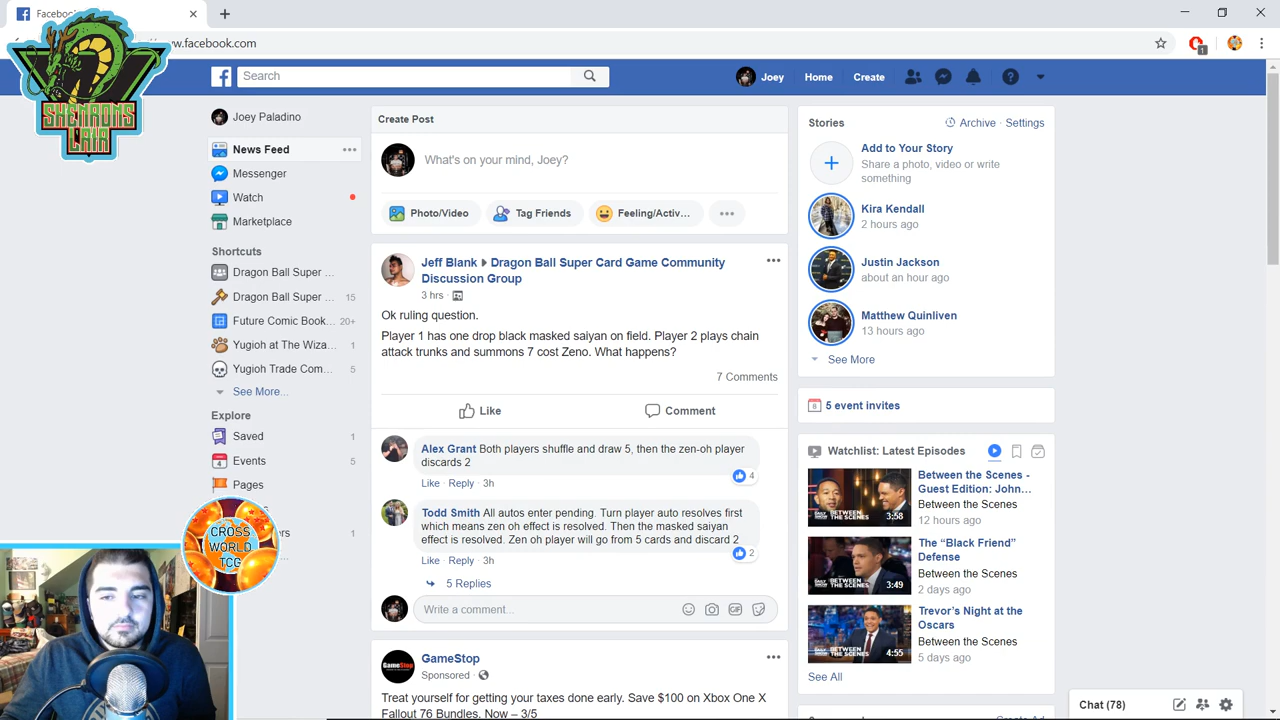 Facebook
www.facebook.com
SHENRONS
LAIR
Search
Joey
Home
Create
Joey Paladino
News Feed
Messenger
Watch
Marketplace
Shortcuts
Dragon Ball Super ...
Dragon Ball Super ... 15
Future Comic Book... 20+
Yugioh at The Wiza... 1
Yugioh Trade Com... 5
See More...
Explore
Saved 1
Events 5
Pages
1
CROSS
WORLD
TCG
Create Post
What's on your mind, Joey?
Photo/Video
Tag Friends
Feeling/Activ...
Jeff Blank
Dragon Ball Super Card Game Community
Discussion Group
3 hrs ·
Ok ruling question.
Player 1 has one drop black masked saiyan on field. Player 2 plays chain
attack trunks and summons 7 cost Zeno. What happens?
7 Comments
Like
Comment
Alex Grant Both players shuffle and draw 5, then the zen-oh player
discards 2
4
Like · Reply · 3h
Todd Smith All autos enter pending. Turn player auto resolves first
which means zen oh effect is resolved. Then the masked saiyan
effect is resolved. Zen oh player will go from 5 cards and discard 2
2
Like · Reply · 3h
5 Replies
Write a comment...
GIF
GameStop
Sponsored ·
Treat yourself for getting your taxes done early. Save $100 on Xbox One X
Fallout 76 Bundles. Now – 3/5
Stories
Archive · Settings
Add to Your Story
Share a photo, video or write
something
Kira Kendall
2 hours ago
Justin Jackson
about an hour ago
Matthew Quinliven
13 hours ago
See More
5 event invites
Watchlist: Latest Episodes
Between the Scenes -
Guest Edition: John...
Between the Scenes
12 hours ago
3:58
The “Black Friend”
Defense
Between the Scenes
2 days ago
3:49
Trevor's Night at the
Oscars
Between the Scenes
5 days ago
4:55
See All
Chat (78)